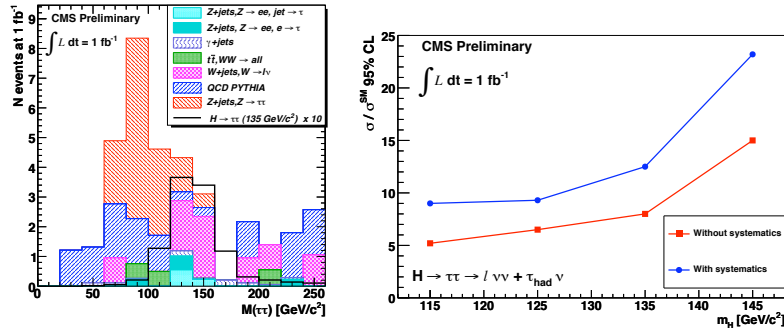 CMS Preliminary
∫ L dt = 1 fb⁻¹
N events at 1 fb⁻¹
9
8
7
6
5
4
3
2
1
0
0 50 100 150 200 250
M(ττ) [GeV/c²]
Z+jets,Z → ee, jet → τ
Z+jets, Z → ee, e → τ
γ+jets
tt̄,WW → all
W+jets,W → lν
QCD PYTHIA
Z+jets,Z → ττ
H → ττ (135 GeV/c²) x 10
CMS Preliminary
∫ L dt = 1 fb⁻¹
σ / σˢᴹ 95% CL
25
20
15
10
5
0
Without systematics
With systematics
H → ττ → l νν + τ_had ν
115 120 125 130 135 140 145
m_H [GeV/c²]